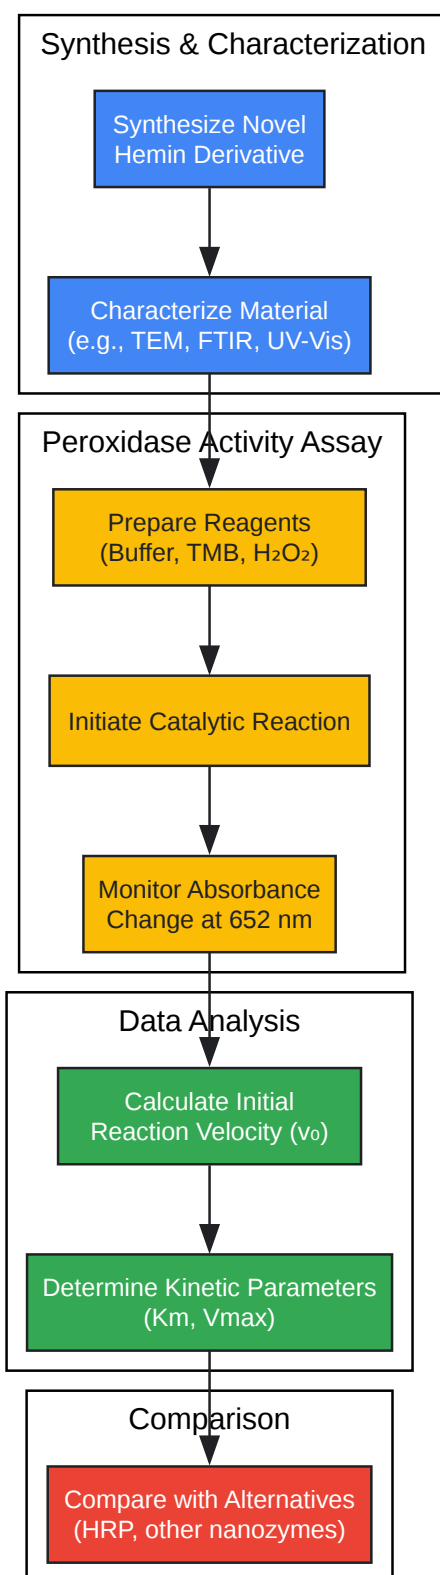 Synthesis & Characterization
Synthesize Novel
Hemin Derivative
Characterize Material
(e.g., TEM, FTIR, UV-Vis)
Peroxidase Activity Assay
Prepare Reagents
(Buffer, TMB, H₂O₂)
Initiate Catalytic Reaction
Monitor Absorbance
Change at 652 nm
Data Analysis
Calculate Initial
Reaction Velocity (v₀)
Determine Kinetic Parameters
(Km, Vmax)
Comparison
Compare with Alternatives
(HRP, other nanozymes)